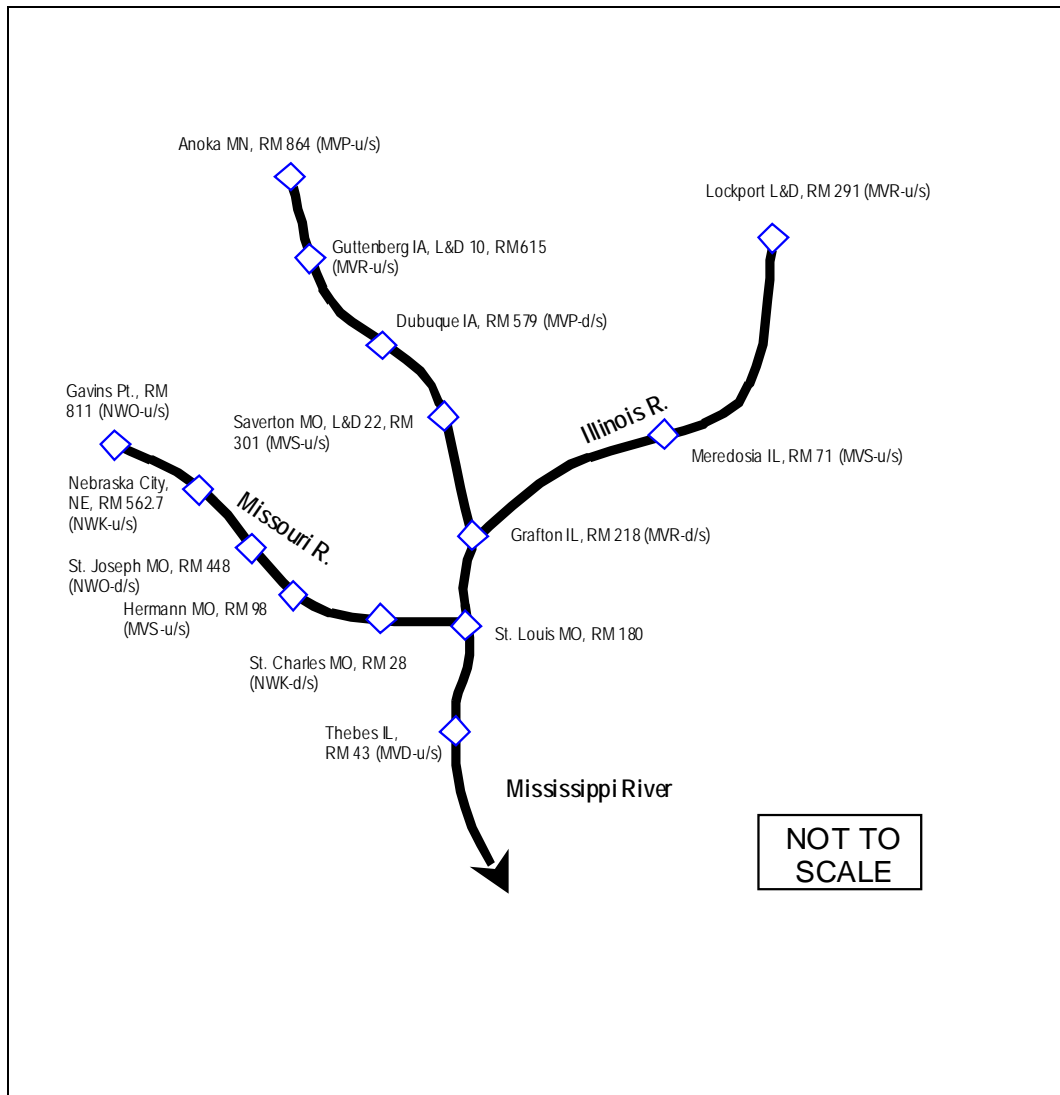 Anoka MN, RM 864 (MVP-u/s)
Lockport L&D, RM 291 (MVR-u/s)
Guttenberg IA, L&D 10, RM615
(MVR-u/s)
Dubuque IA, RM 579 (MVP-d/s)
Gavins Pt., RM
811 (NWO-u/s)
Saverton MO, L&D 22, RM
301 (MVS-u/s)
Illinois R.
Meredosia IL, RM 71 (MVS-u/s)
Nebraska City,
NE, RM 562.7
(NWK-u/s)
Missouri R.
Grafton IL, RM 218 (MVR-d/s)
St. Joseph MO, RM 448
(NWO-d/s)
Hermann MO, RM 98
(MVS-u/s)
St. Louis MO, RM 180
St. Charles MO, RM 28
(NWK-d/s)
Thebes IL,
RM 43 (MVD-u/s)
Mississippi River
NOT TO
SCALE